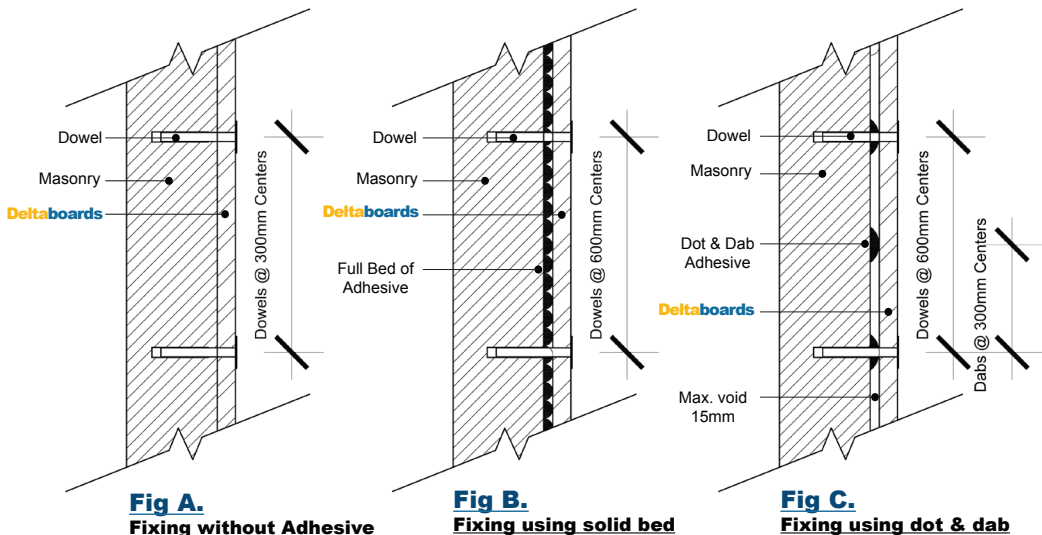 Dowel
Masonry
Deltaboards
Dowels @ 300mm Centers
Fig A.
Fixing without Adhesive
Dowel
Masonry
Deltaboards
Full Bed of
Adhesive
Dowels @ 600mm Centers
Fig B.
Fixing using solid bed
Dowel
Masonry
Dot & Dab
Adhesive
Deltaboards
Max. void
15mm
Dowels @ 600mm Centers
Dabs @ 300mm Centers
Fig C.
Fixing using dot & dab